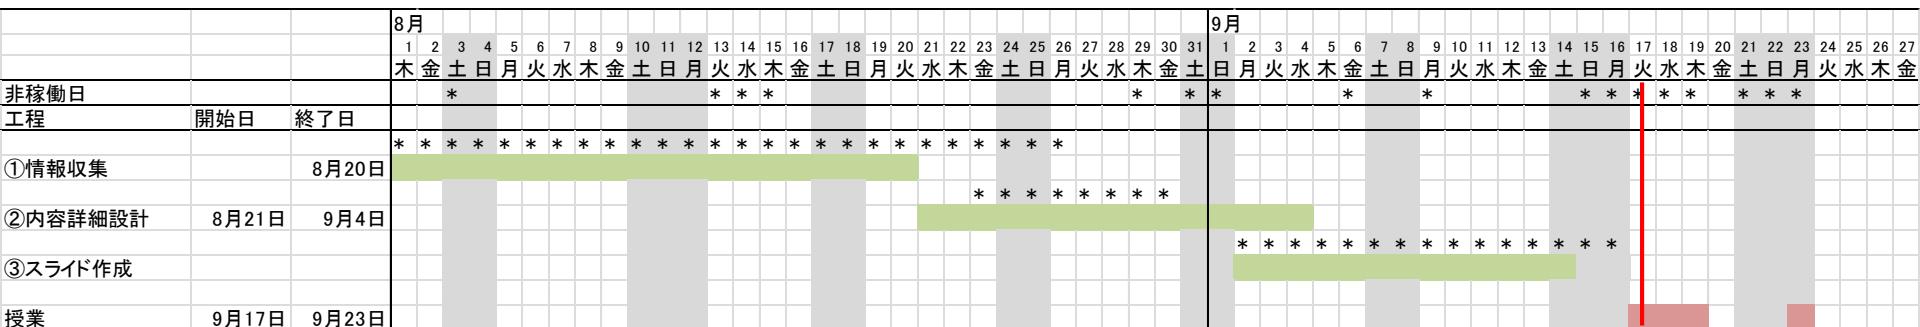 8月 9月
1 2 3 4 5 6 7 8 9 10 11 12 13 14 15 16 17 18 19 20 21 22 23 24 25 26 27 28 29 30 31 1 2 3 4 5 6 7 8 9 10 11 12 13 14 15 16 17 18 19 20 21 22 23 24 25 26 27
木 金 土 日 月 火 水 木 金 土 日 月 火 水 木 金 土 日 月 火 水 木 金 土 日 月 火 水 木 金 土 日 月 火 水 木 金 土 日 月 火 水 木 金 土 日 月 火 水 木 金 土 日 月 火 水 木 金
非稼働日 * * * * * * * * * * * * * * * * *
工程 開始日 終了日
* * * * * * * * * * * * * * * * * * * * * * * * * *
①情報収集 8月20日
* * * * * * * *
②内容詳細設計 8月21日 9月4日
* * * * * * * * * * * * * * *
③スライド作成
授業 9月17日 9月23日